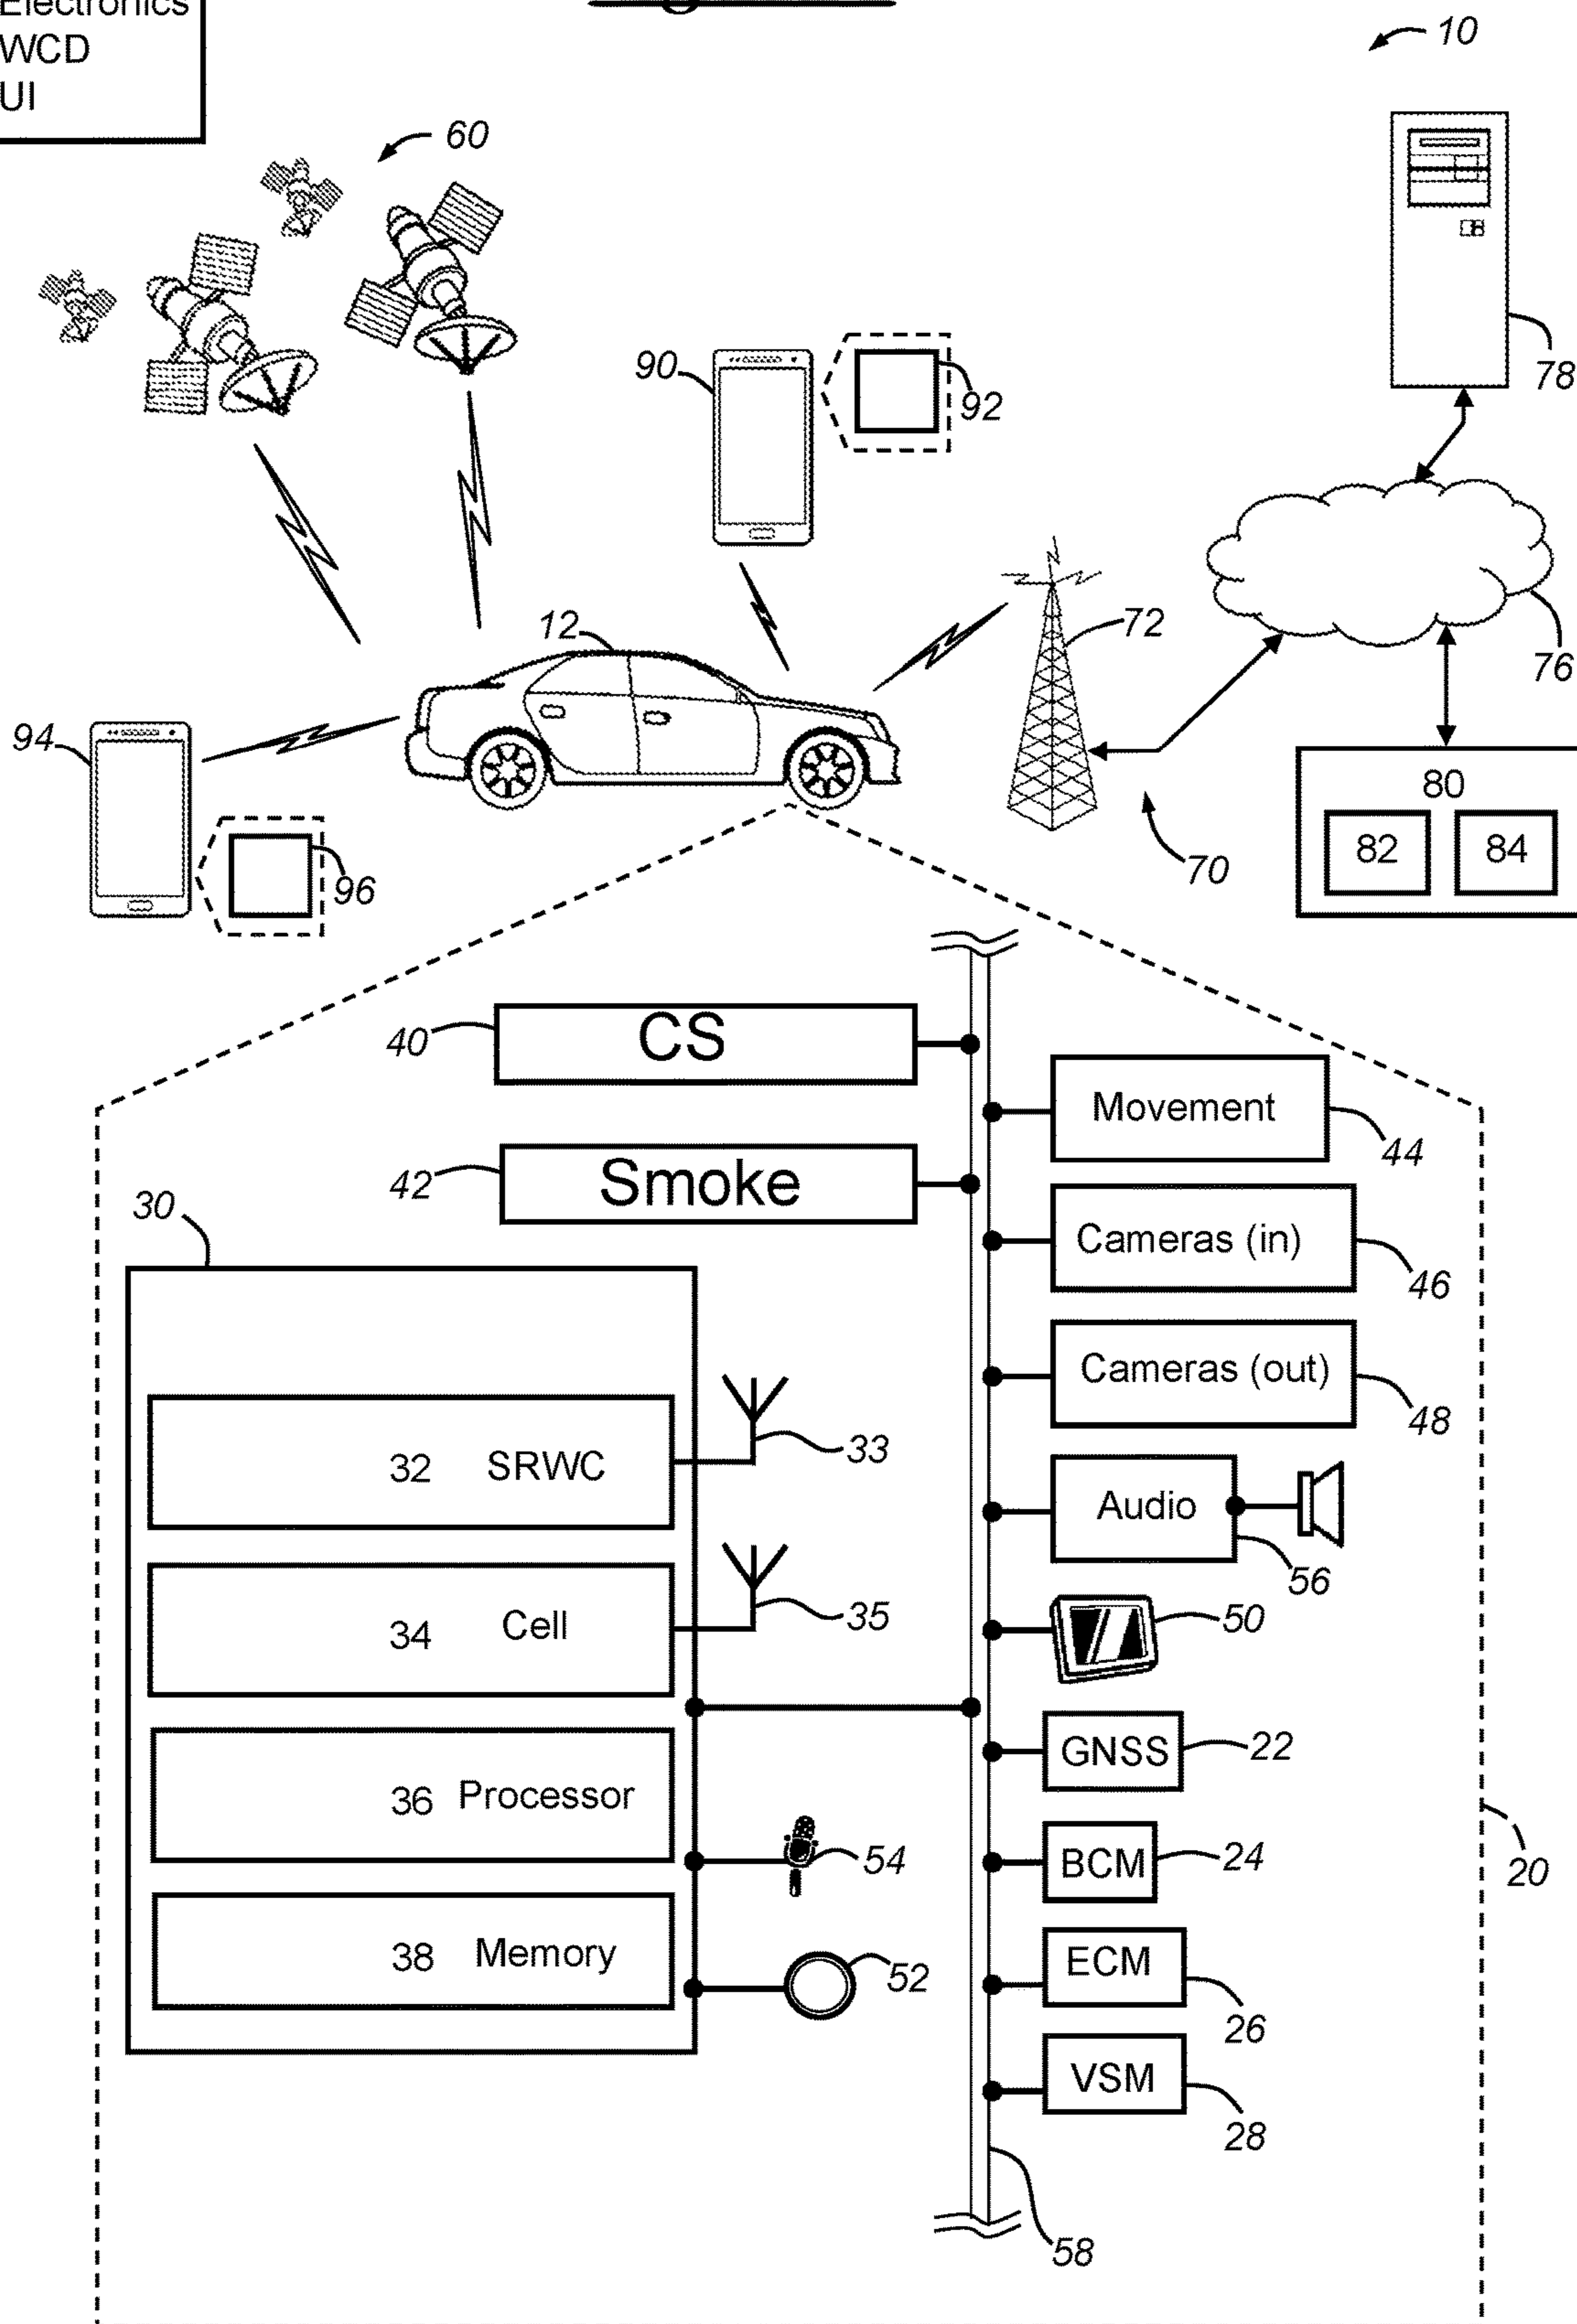 Electronics
WCD
UI
10
60
78
90
92
12
72
76
94
96
80
82
84
70
40
CS
Movement
44
42
Smoke
30
Cameras (in)
46
Cameras (out)
48
32 SRWC
33
Audio
56
34 Cell
35
50
GNSS
22
36 Processor
54
BCM
24
20
38 Memory
52
ECM
26
VSM
28
58